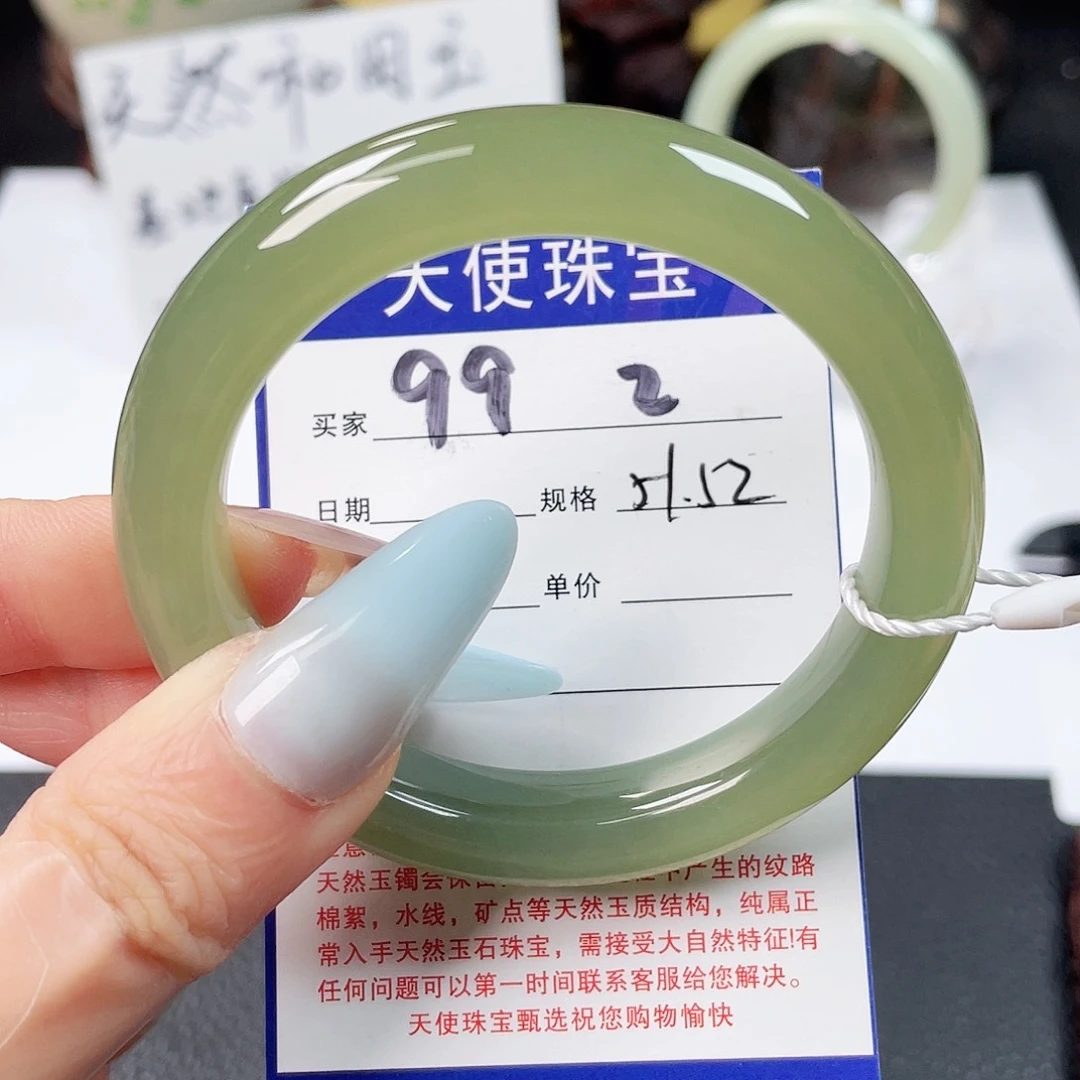 天然和田玉
天使珠宝
买家 99 2
日期 规格 51.52
单价
天然玉镯会
产生的纹路
棉絮，水线，矿点等天然玉质结构，纯属正
常入手天然玉石珠宝，需接受大自然特征!有
任何问题可以第一时间联系客服给您解决。
天使珠宝甄选祝您购物愉快